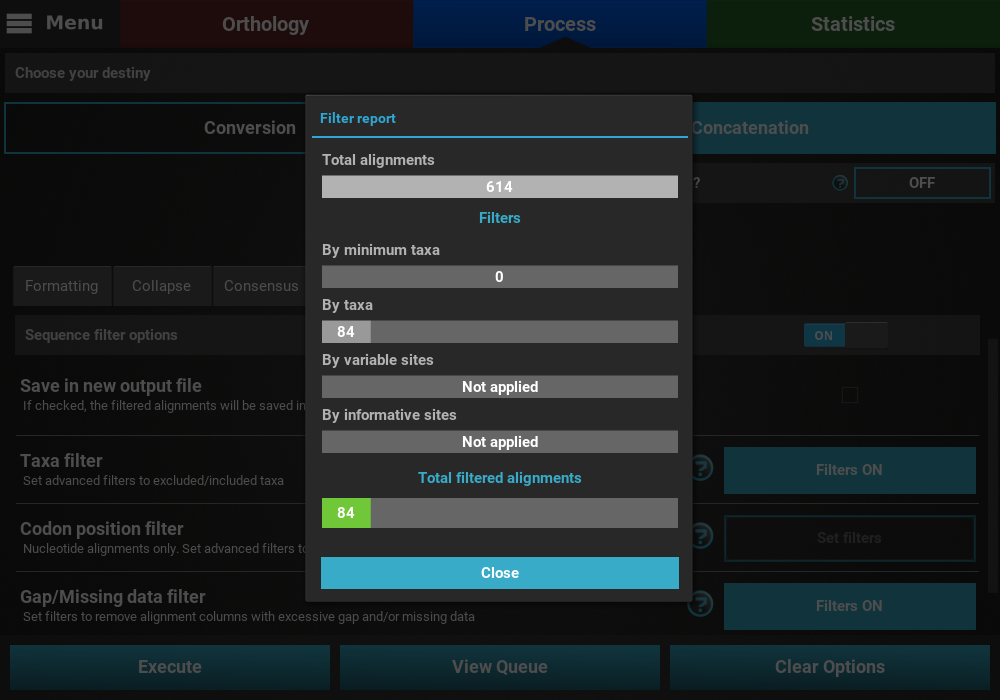 Menu
Orthology
Process
Statistics
Choose your destiny
Conversion
Concatenation
?
?
OFF
Formatting
Collapse
Consensus
Sequence filter options
ON
Save in new output file
If checked, the filtered alignments will be saved in
Taxa filter
Set advanced filters to excluded/included taxa
?
Filters ON
Codon position filter
Nucleotide alignments only. Set advanced filters to
?
Set filters
Gap/Missing data filter
Set filters to remove alignment columns with excessive gap and/or missing data
?
Filters ON
Execute
View Queue
Clear Options
Filter report
Total alignments
614
Filters
By minimum taxa
0
By taxa
84
By variable sites
Not applied
By informative sites
Not applied
Total filtered alignments
84
Close